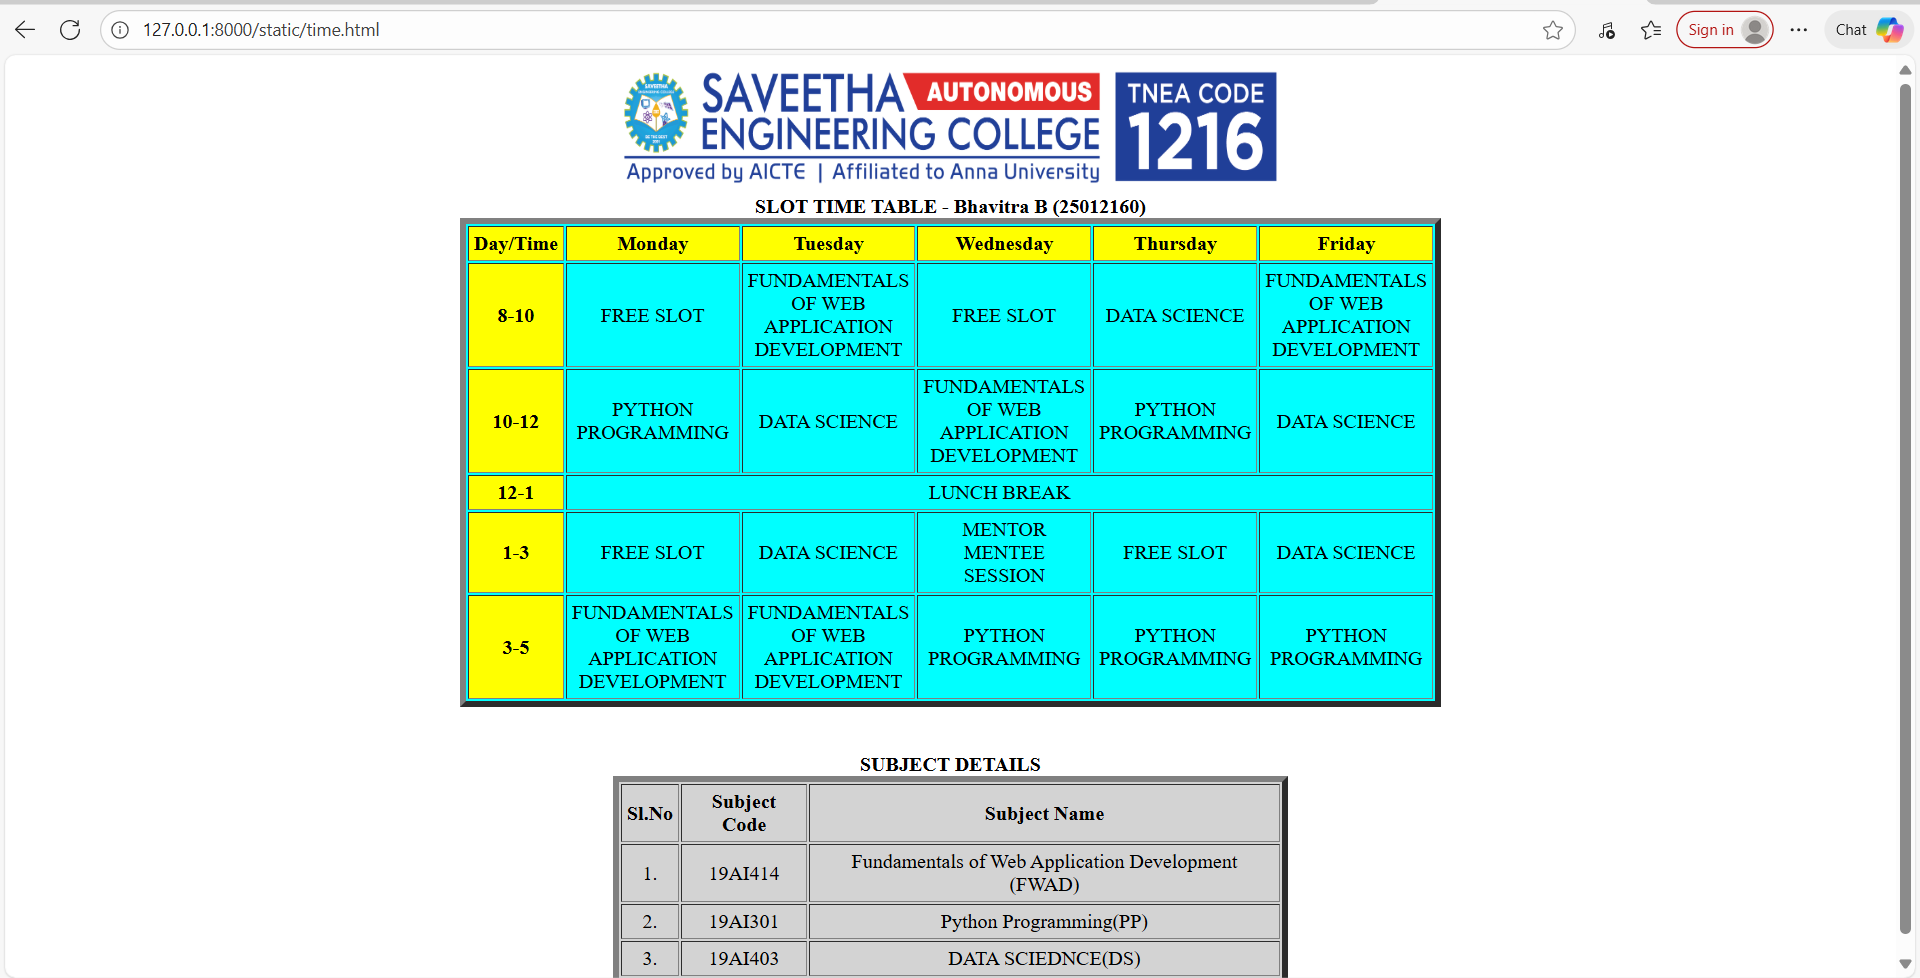 127.0.0.1:8000/static/time.html
Sign in
Chat
SAVEETHA AUTONOMOUS
ENGINEERING COLLEGE
Approved by AICTE | Affiliated to Anna University
TNEA CODE
1216
SLOT TIME TABLE - Bhavitra B (25012160)
Day/Time Monday Tuesday Wednesday Thursday Friday
8-10 FREE SLOT FUNDAMENTALS OF WEB APPLICATION DEVELOPMENT FREE SLOT DATA SCIENCE FUNDAMENTALS OF WEB APPLICATION DEVELOPMENT
10-12 PYTHON PROGRAMMING DATA SCIENCE FUNDAMENTALS OF WEB APPLICATION DEVELOPMENT PYTHON PROGRAMMING DATA SCIENCE
12-1 LUNCH BREAK
1-3 FREE SLOT DATA SCIENCE MENTOR MENTEE SESSION FREE SLOT DATA SCIENCE
3-5 FUNDAMENTALS OF WEB APPLICATION DEVELOPMENT FUNDAMENTALS OF WEB APPLICATION DEVELOPMENT PYTHON PROGRAMMING PYTHON PROGRAMMING PYTHON PROGRAMMING
SUBJECT DETAILS
Sl.No Subject Code Subject Name
1. 19AI414 Fundamentals of Web Application Development (FWAD)
2. 19AI301 Python Programming(PP)
3. 19AI403 DATA SCIEDNCE(DS)